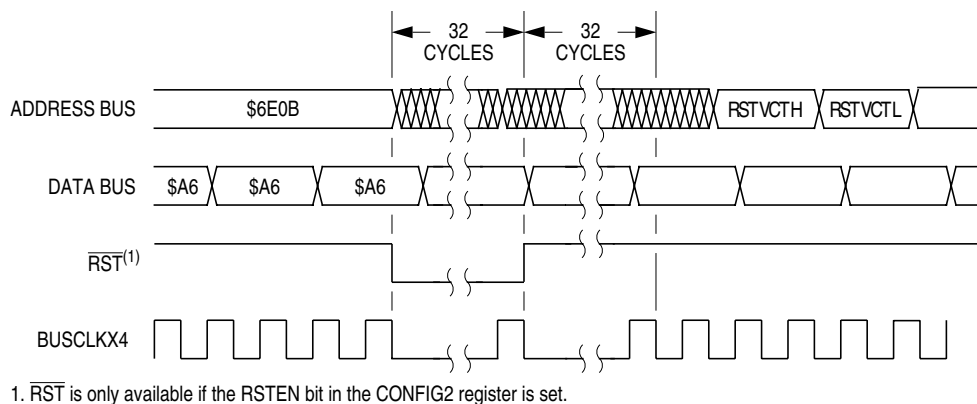 32
CYCLES
32
CYCLES
ADDRESS BUS
$6E0B
RSTVCTH
RSTVCTL
DATA BUS
$A6
$A6
$A6
RST(1)
BUSCLKX4
1. RST is only available if the RSTEN bit in the CONFIG2 register is set.